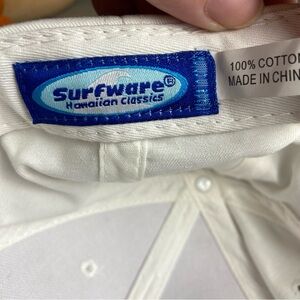 Surfware®
Hawaiian Classics
100% COTTON
MADE IN CHIN